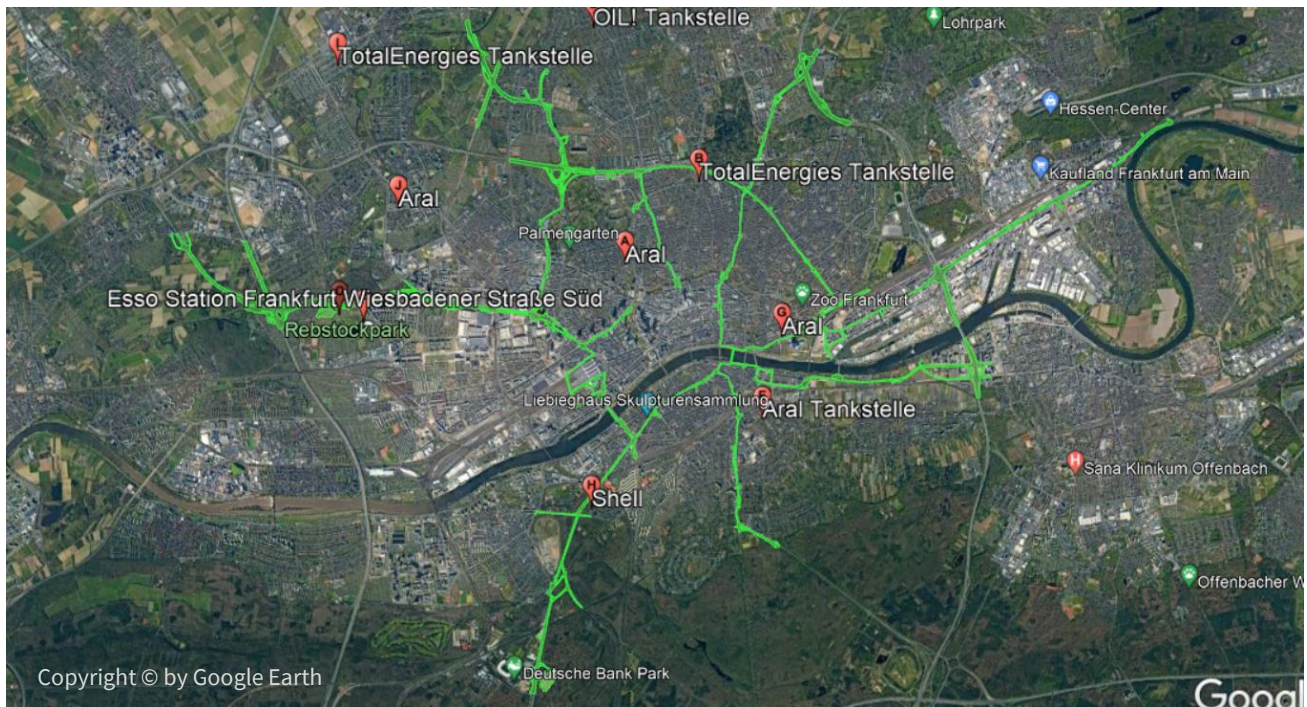 OIL! Tankstelle
Lohrpark
TotalEnergies Tankstelle
Hessen-Center
B
TotalEnergies Tankstelle
Kaufland Frankfurt am Main
J
Aral
Palmengarten
A
Aral
Esso Station Frankfurt Wiesbadener Straße Süd
Zoo Frankfurt
Rebstockpark
G
Aral
Liebieghaus Skulpturensammlung
Aral Tankstelle
H
Sana Klinikum Offenbach
H
Shell
Offenbacher W
Deutsche Bank Park
Copyright © by Google Earth
Googl